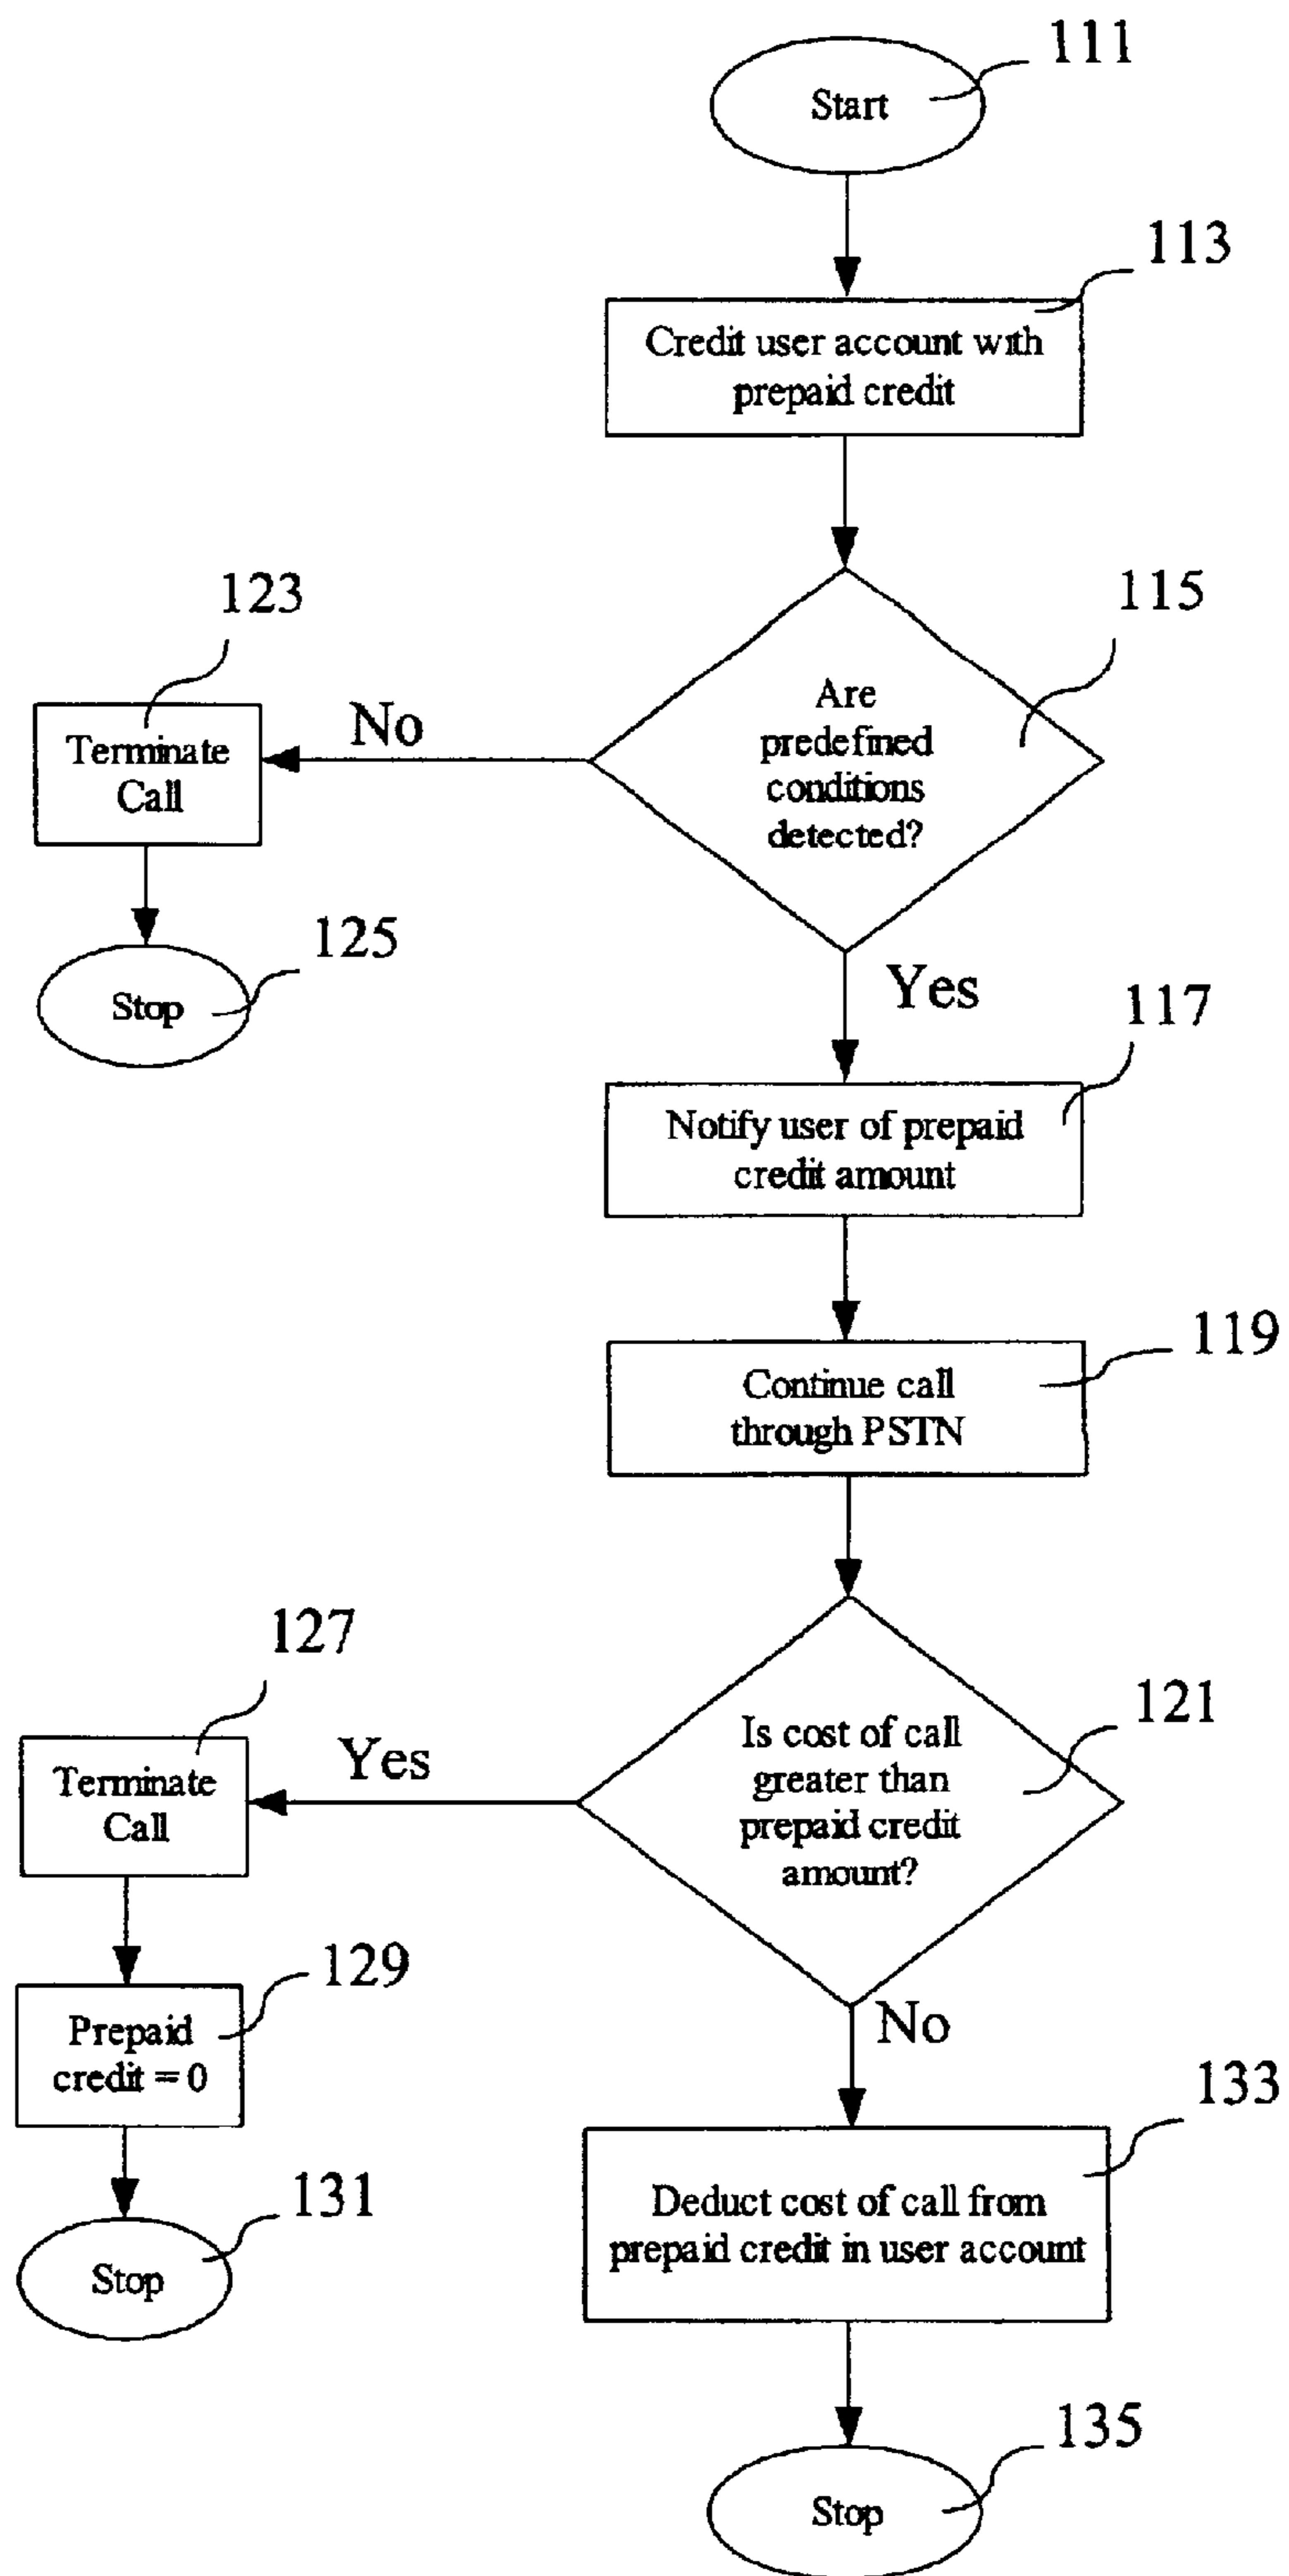 111
Start
113
Credit user account with
prepaid credit
115
Are
predefined
conditions
detected?
No
123
Terminate
Call
125
Stop
Yes
117
Notify user of prepaid
credit amount
119
Continue call
through PSTN
121
Is cost of call
greater than
prepaid credit
amount?
Yes
127
Terminate
Call
129
Prepaid
credit = 0
131
Stop
No
133
Deduct cost of call from
prepaid credit in user account
135
Stop